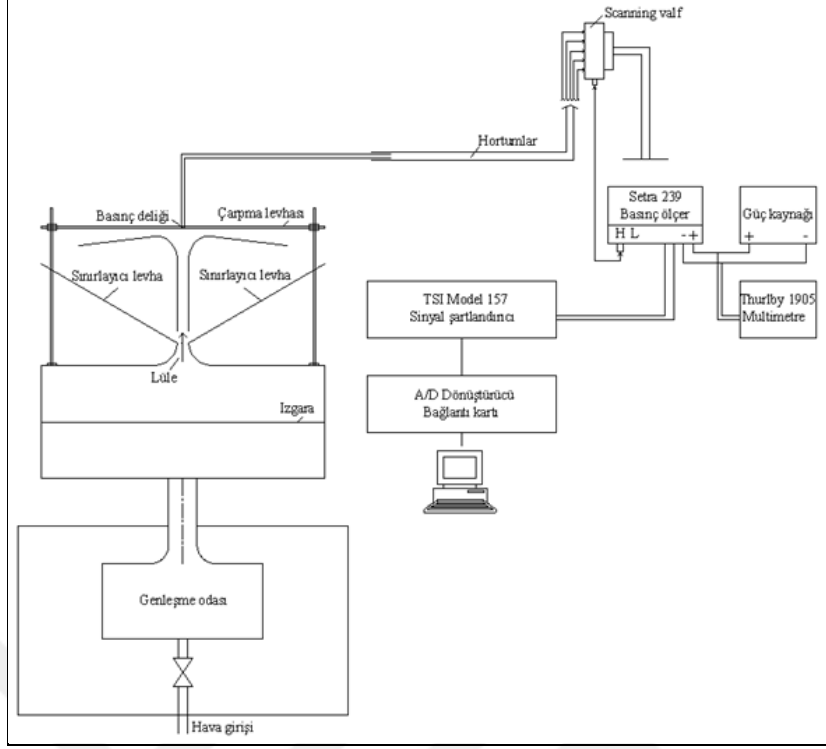 Scanning valf
Hortumlar
Basınç deliği
Çarpma levhası
Setra 239
Basınç ölçer
H L
- +
Güç kaynağı
+
-
Sınırlayıcı levha
Sınırlayıcı levha
TSI Model 157
Sinyal şartlandırıcı
Thurlby 1905
Multimetre
Lüle
A/D Dönüştürücü
Bağlantı kartı
Izgara
Genleşme odası
Hava girişi